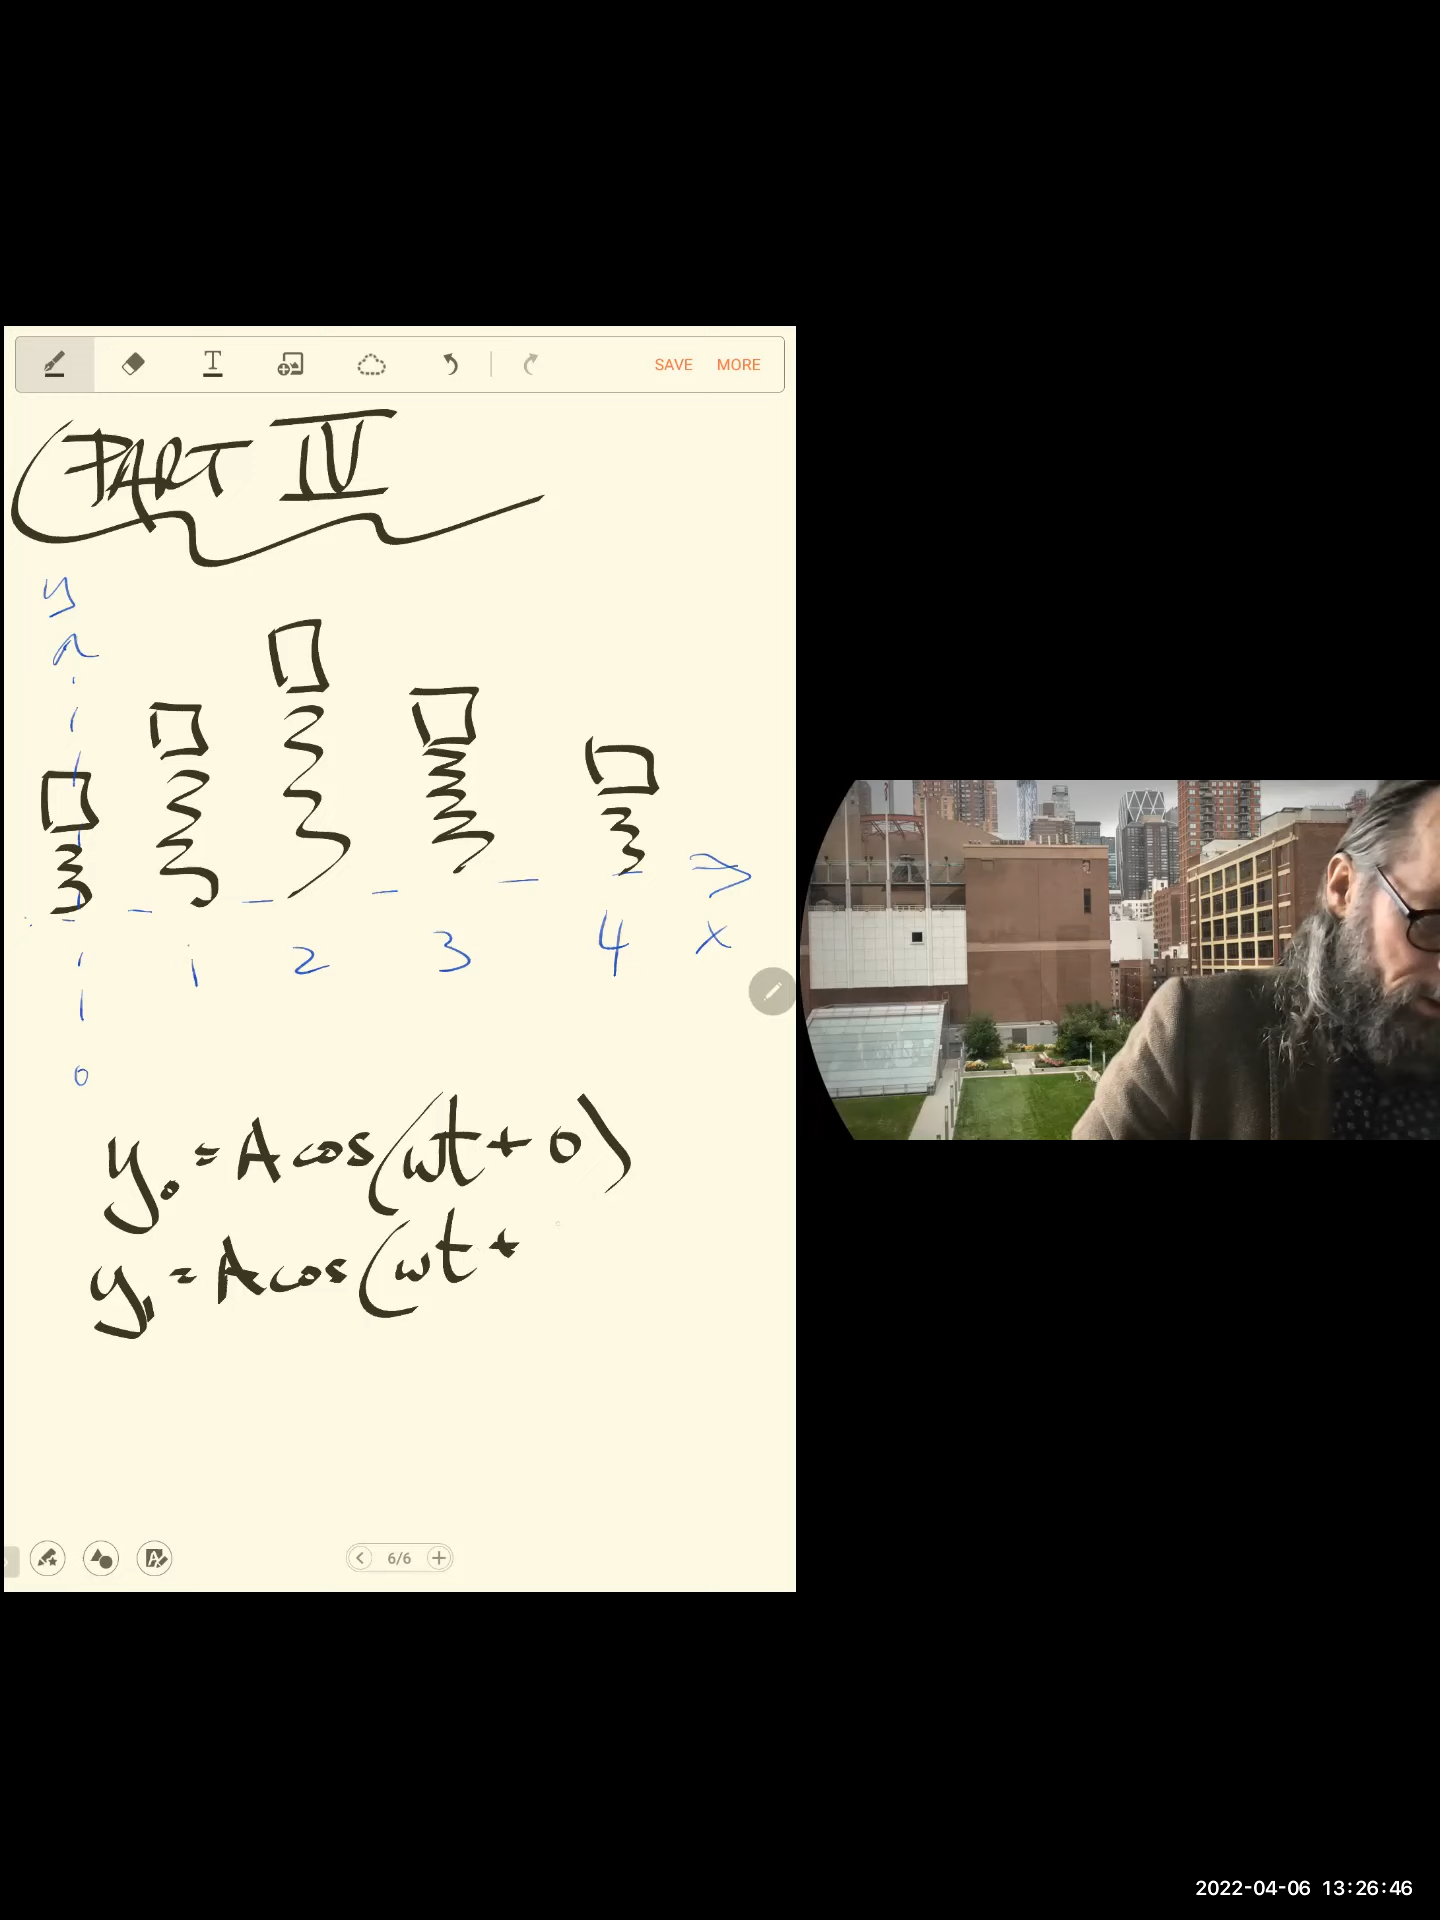 T
SAVE MORE
PART IV
y
1 2 3 4 x
0
y₀ = A cos(ωt + 0)
y₁ = A cos(ωt +
A
6/6
2022-04-06 13:26:46